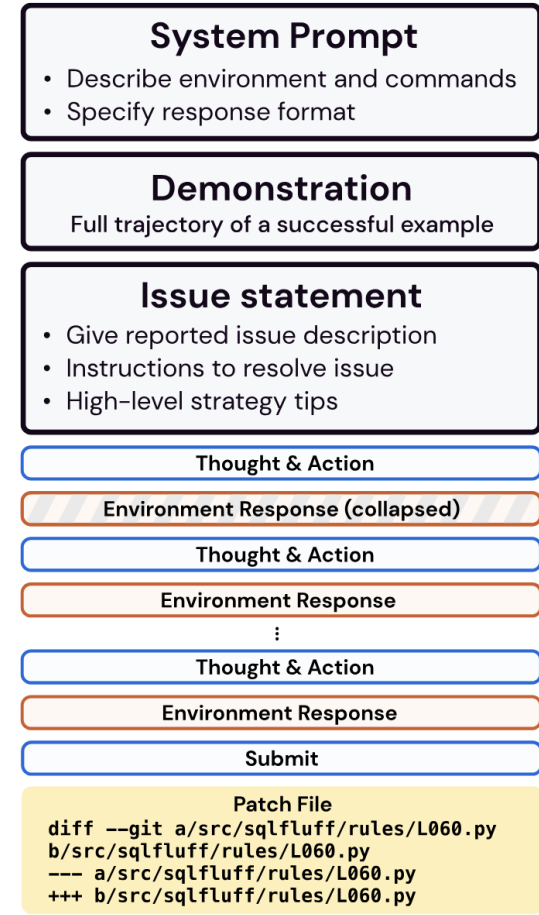 System Prompt
• Describe environment and commands
• Specify response format
Demonstration
Full trajectory of a successful example
Issue statement
• Give reported issue description
• Instructions to resolve issue
• High-level strategy tips
Thought & Action
Environment Response (collapsed)
Thought & Action
Environment Response
⋮
Thought & Action
Environment Response
Submit
Patch File
diff --git a/src/sqlfluff/rules/L060.py
b/src/sqlfluff/rules/L060.py
--- a/src/sqlfluff/rules/L060.py
+++ b/src/sqlfluff/rules/L060.py